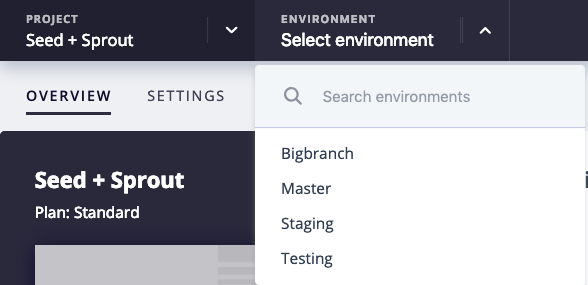 PROJECT
Seed + Sprout
ENVIRONMENT
Select environment
OVERVIEW
SETTINGS
Search environments
Bigbranch
Master
Staging
Testing
Seed + Sprout
Plan: Standard